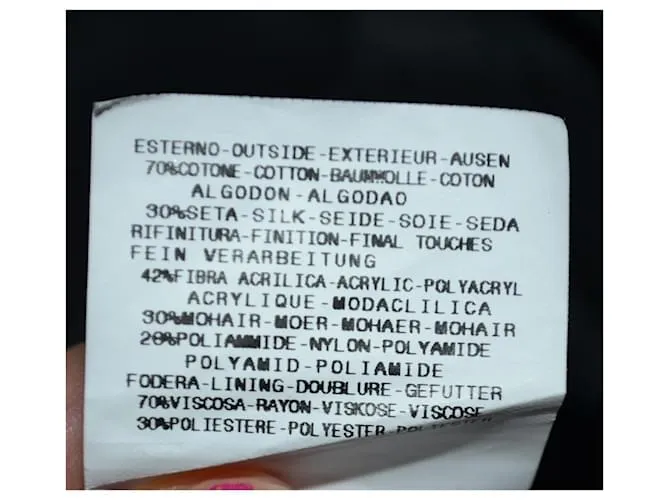 ESTERNO-OUTSIDE-EXTERIEUR-AUSEN
70%COTONE-COTTON-BAUMWOLLE-COTON
ALGODON-ALGODAO
30%SETA-SILK-SEIDE-SOIE-SEDA
RIFINITURA-FINITION-FINAL TOUCHES
FEIN VERARBEITUNG
42%FIBRA ACRILICA-ACRYLIC-POLYACRYL
ACRYLIQUE-MODACLILICA
30%MOHAIR-MOER-MOHAER-MOHAIR
28%POLIAMMIDE-NYLON-POLYAMIDE
POLYAMID-POLIAMIDE
FODERA-LINING-DOUBLURE-GEFUTTER
70%VISCOSA-RAYON-VISKOSE-VISCOSE
30%POLIESTERE-POLYESTER-POLYESTER